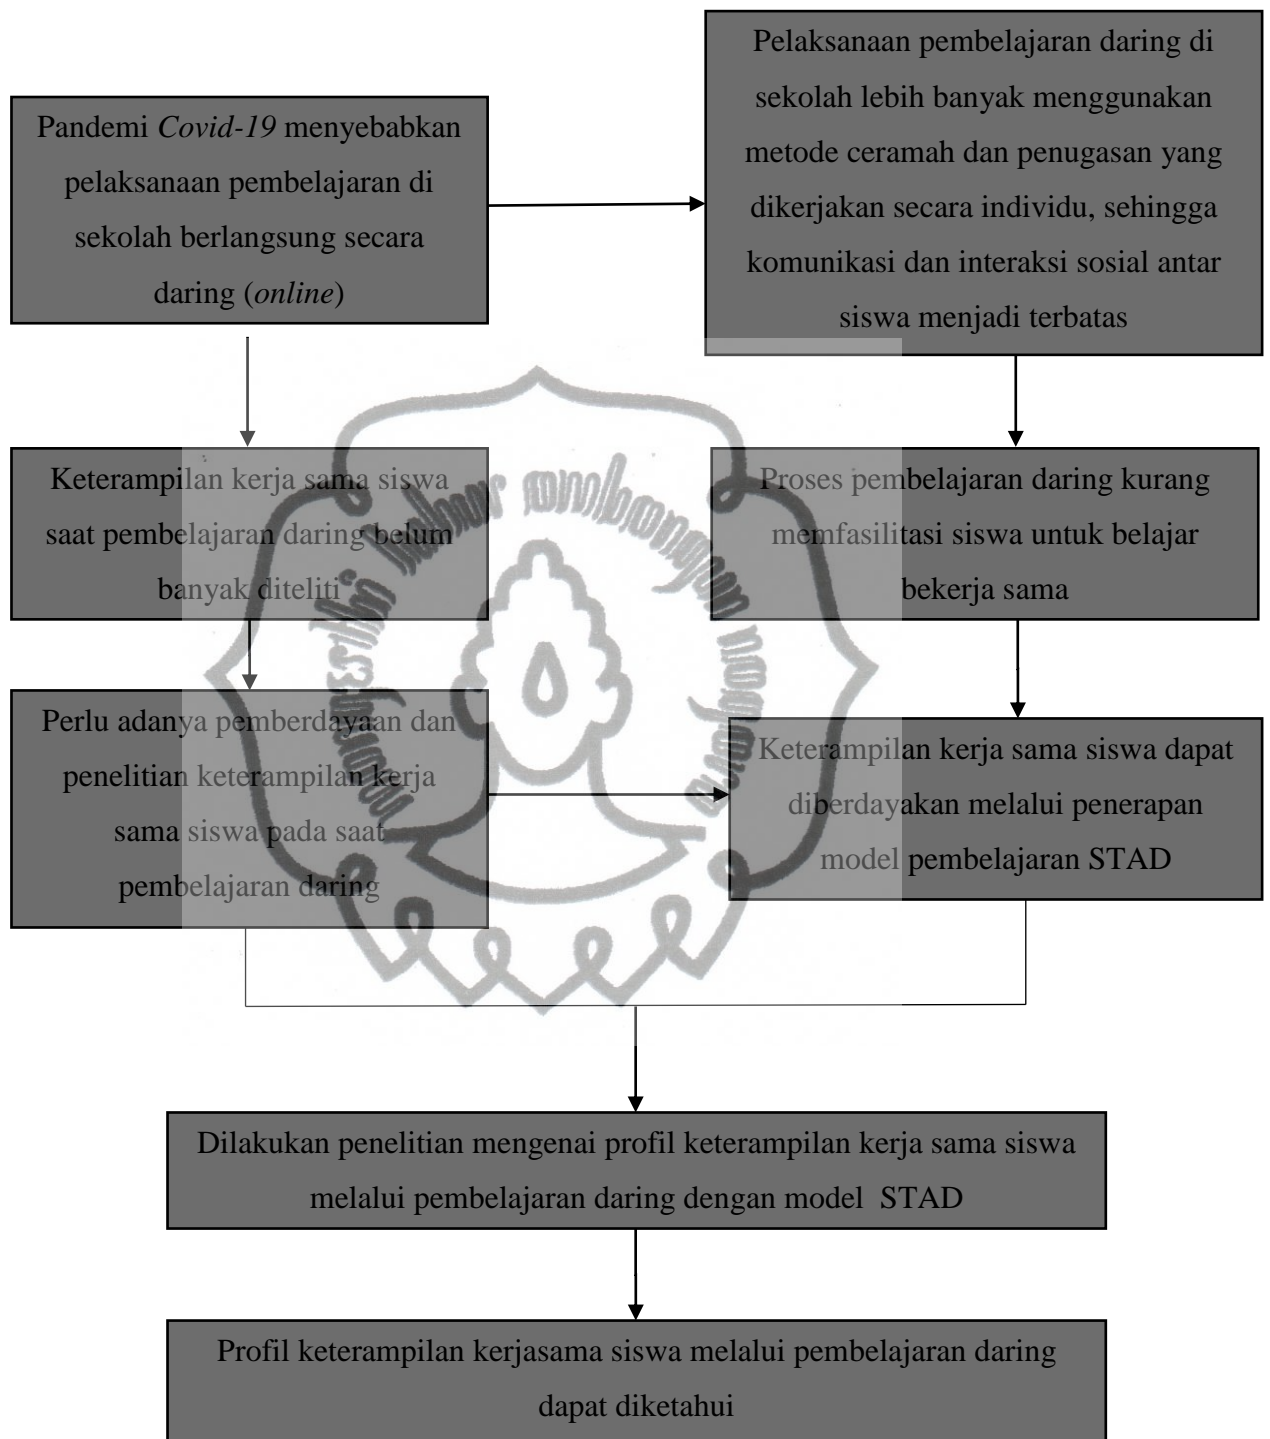 Pandemi Covid-19 menyebabkan
pelaksanaan pembelajaran di
sekolah berlangsung secara
daring (online)
Pelaksanaan pembelajaran daring di
sekolah lebih banyak menggunakan
metode ceramah dan penugasan yang
dikerjakan secara individu, sehingga
komunikasi dan interaksi sosial antar
siswa menjadi terbatas
Keterampilan kerja sama siswa
saat pembelajaran daring belum
banyak diteliti
Proses pembelajaran daring kurang
memfasilitasi siswa untuk belajar
bekerja sama
Perlu adanya pemberdayaan dan
penelitian keterampilan kerja
sama siswa pada saat
pembelajaran daring
Keterampilan kerja sama siswa dapat
diberdayakan melalui penerapan
model pembelajaran STAD
Dilakukan penelitian mengenai profil keterampilan kerja sama siswa
melalui pembelajaran daring dengan model  STAD
Profil keterampilan kerjasama siswa melalui pembelajaran daring
dapat diketahui